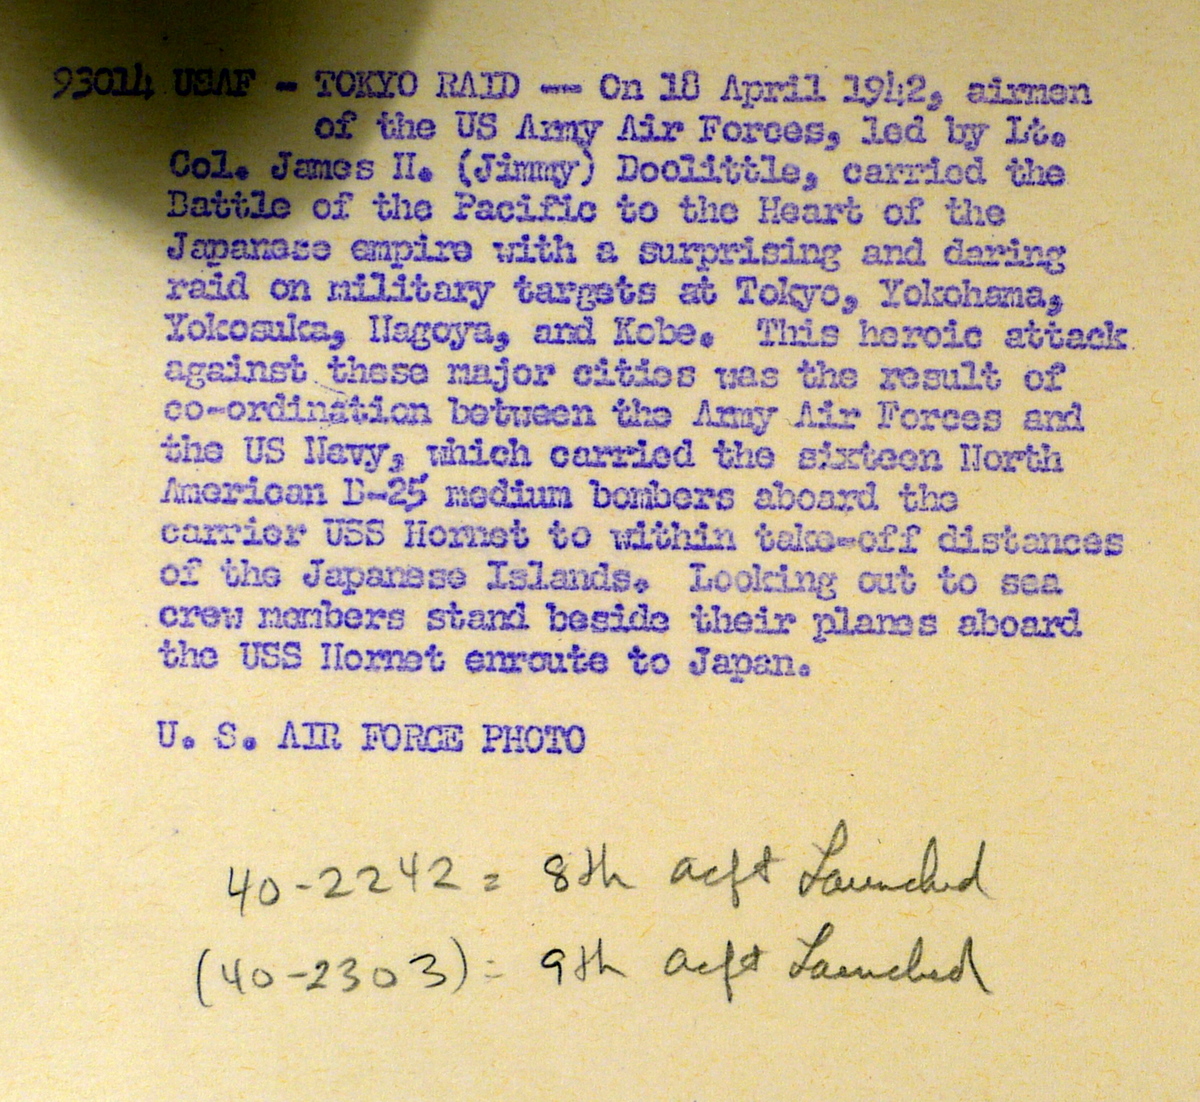 93014 USAF - TOKYO RAID -- On 18 April 1942, airmen
of the US Army Air Forces, led by Lt.
Col. James H. (Jimmy) Doolittle, carried the
Battle of the Pacific to the Heart of the
Japanese empire with a surprising and daring
raid on military targets at Tokyo, Yokohama,
Yokosuka, Nagoya, and Kobe. This heroic attack
against these major cities was the result of
co-ordination between the Army Air Forces and
the US Navy, which carried the sixteen North
American B-25 medium bombers aboard the
carrier USS Hornet to within take-off distances
of the Japanese Islands. Looking out to sea
crew members stand beside their planes aboard
the USS Hornet enroute to Japan.
U. S. AIR FORCE PHOTO
40-2242 = 8th acft Launched
(40-2303) = 9th acft Launched